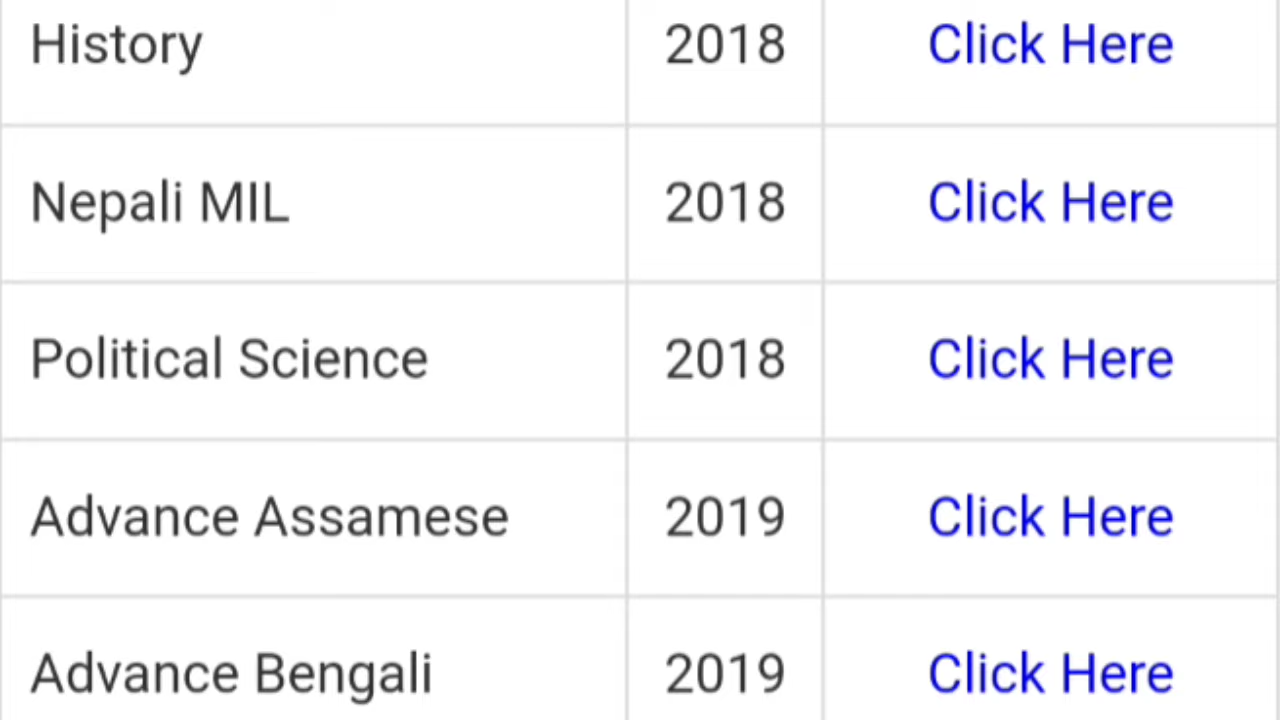 History 2018 Click Here
Nepali MIL 2018 Click Here
Political Science 2018 Click Here
Advance Assamese 2019 Click Here
Advance Bengali 2019 Click Here